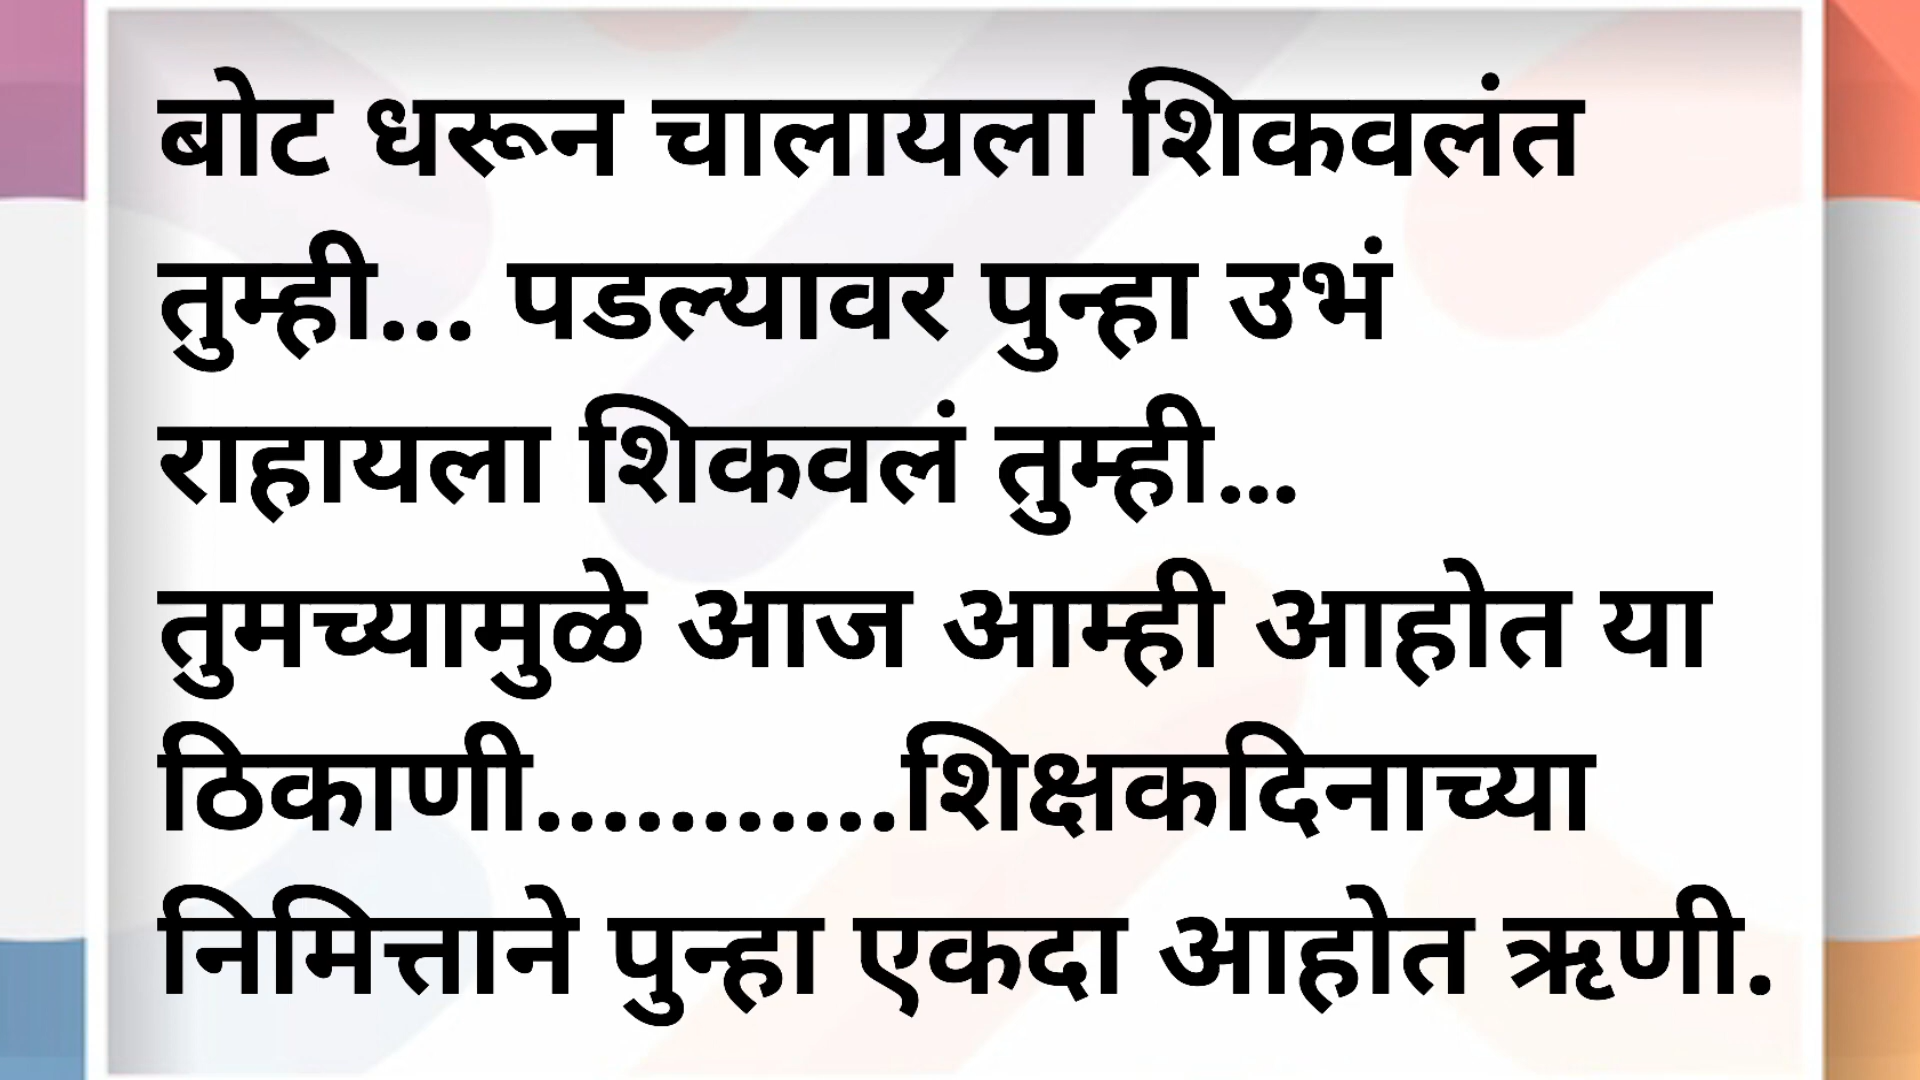 बोट धरून चालायला शिकवलंत
तुम्ही... पडल्यावर पुन्हा उभं
राहायला शिकवलं तुम्ही...
तुमच्यामुळे आज आम्ही आहोत या
ठिकाणी...........शिक्षकदिनाच्या
निमित्ताने पुन्हा एकदा आहोत ऋणी.